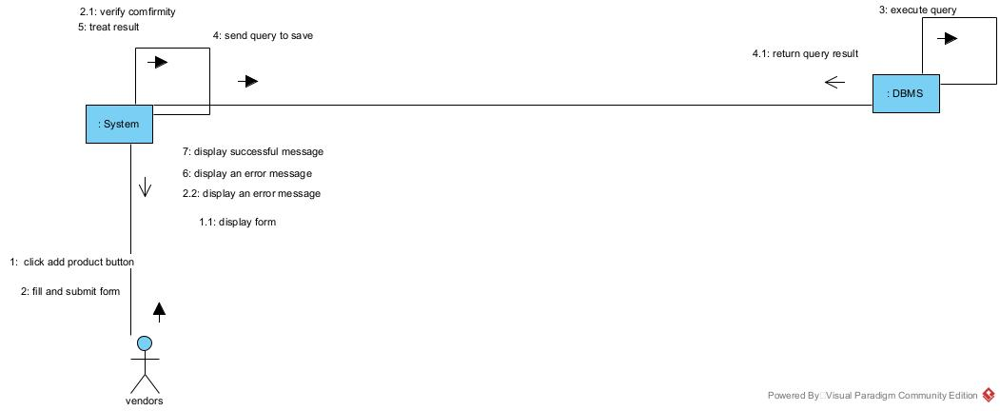 2.1: verify comfirmity
5: treat result
3: execute query
4: send query to save
4.1: return query result
: System
: DBMS
7: display successful message
6: display an error message
2.2: display an error message
1.1: display form
1:  click add product button
2: fill and submit form
vendors
Powered By Visual Paradigm Community Edition